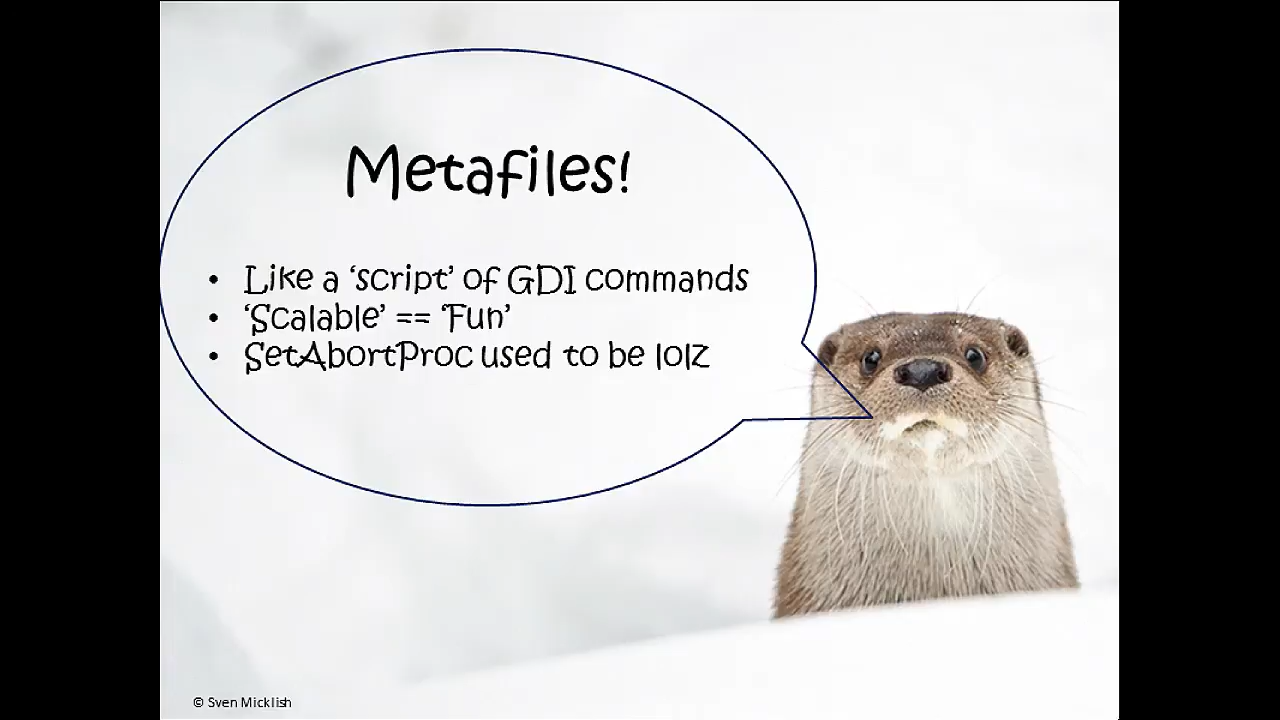 Metafiles!
• Like a ‘script’ of GDI commands
• ‘Scalable’ == ‘Fun’
• SetAbortProc used to be lolz
© Sven Micklish